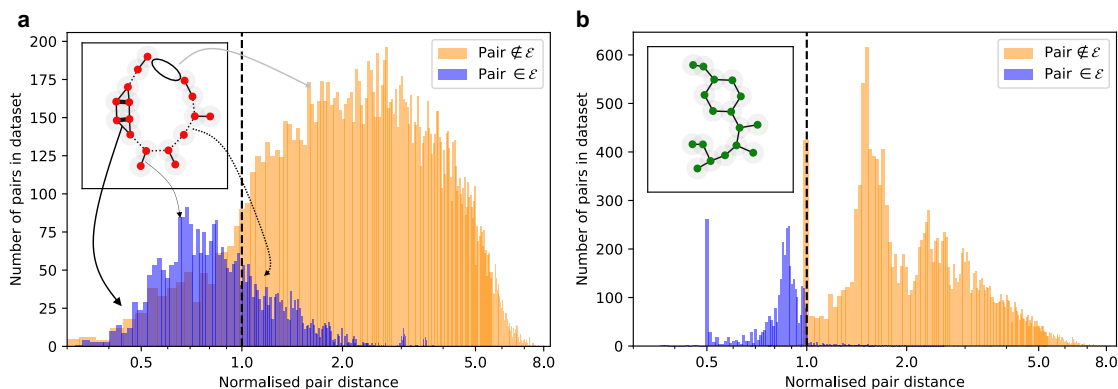 a
Number of pairs in dataset
200
175
150
125
100
75
50
25
0
Pair ∉ ℰ
Pair ∈ ℰ
0.5
1.0
2.0
5.0
8.0
Normalised pair distance
b
Number of pairs in dataset
600
500
400
300
200
100
0
Pair ∉ ℰ
Pair ∈ ℰ
0.5
1.0
2.0
5.0
8.0
Normalised pair distance